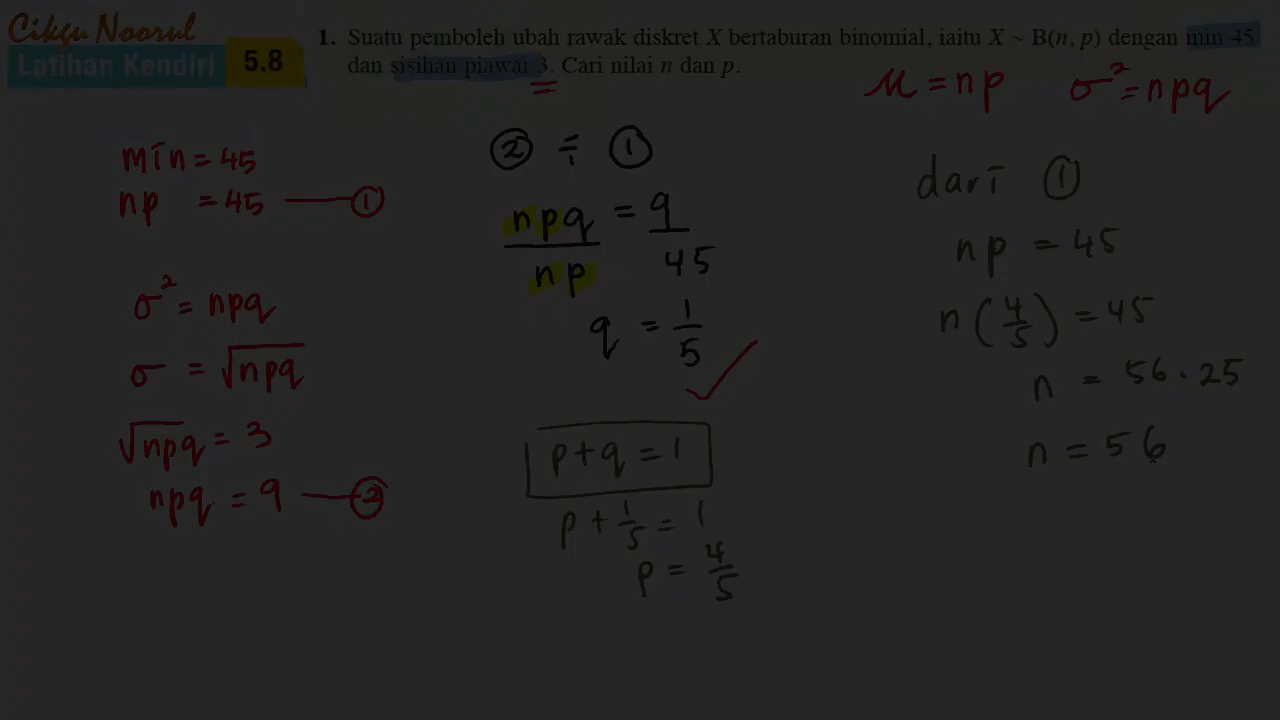 Cikgu Noorul
Latihan Kendiri 5.8
1. Suatu pemboleh ubah rawak diskret X bertaburan binomial, iaitu X ~ B(n, p) dengan min 45
dan sisihan piawai 3. Cari nilai n dan p.
μ = np σ² = npq
min = 45
np = 45 —— ①
σ² = npq
σ = √npq
√npq = 3
npq = 9 —— ②
② ÷ ①
npq/np = 9/45
q = 1/5
p + q = 1
p + 1/5 = 1
p = 4/5
dari ①
np = 45
n(4/5) = 45
n = 56.25
n = 56